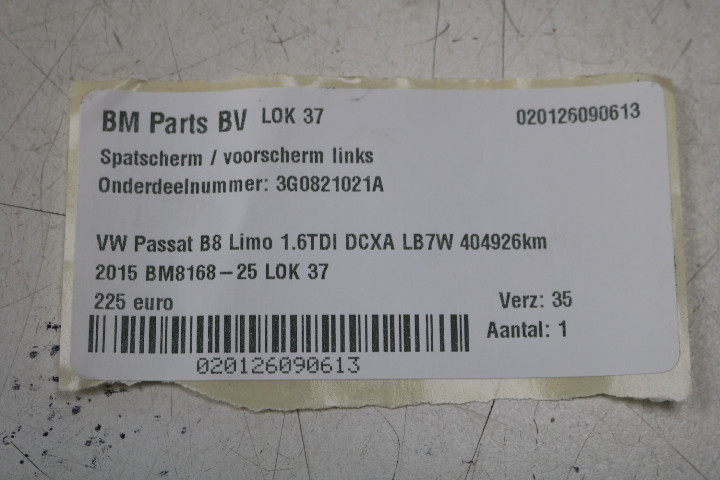 BM Parts BV LOK 37 020126090613
Spatscherm / voorscherm links
Onderdeelnummer: 3G0821021A
VW Passat B8 Limo 1.6TDI DCXA LB7W 404926km
2015 BM8168-25 LOK 37
225 euro Verz: 35
Aantal: 1
020126090613